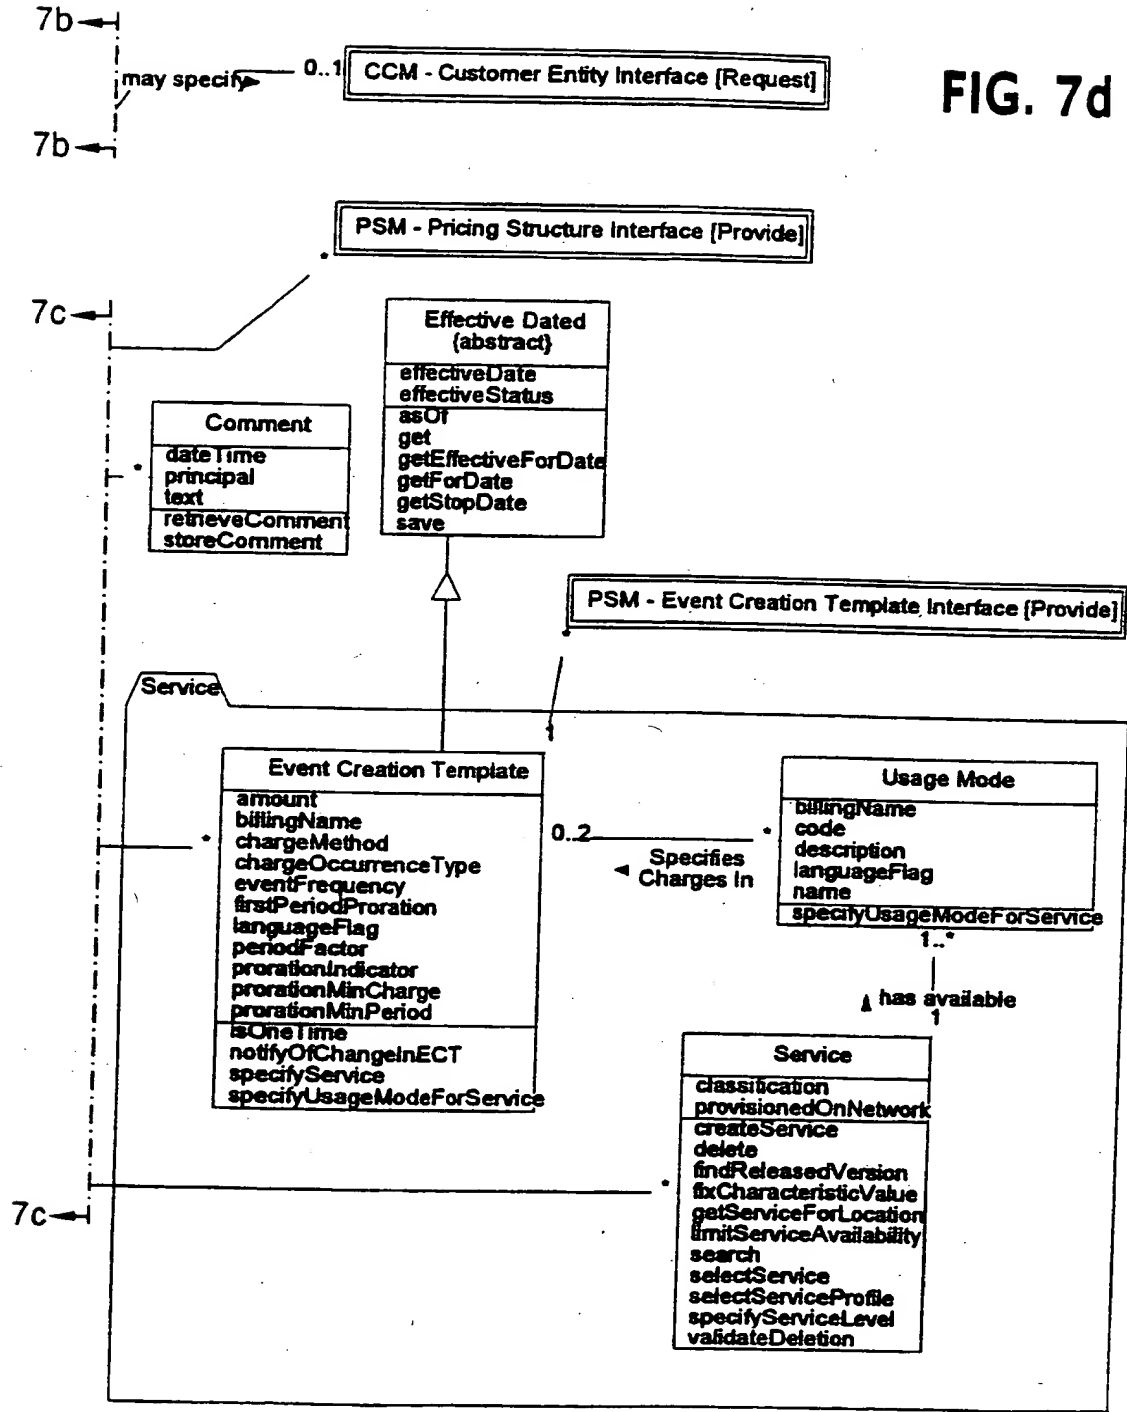 7b
may specify
0..1
CCM - Customer Entity Interface [Request]
FIG. 7d
7b
PSM - Pricing Structure Interface [Provide]
*
7c
Effective Dated
{abstract}
effectiveDate
effectiveStatus
asOf
get
getEffectiveForDate
getForDate
getStopDate
save
Comment
*
dateTime
principal
text
retrieveComment
storeComment
PSM - Event Creation Template Interface [Provide]
*
Service
1
Event Creation Template
*
amount
billingName
chargeMethod
chargeOccurrenceType
eventFrequency
firstPeriodProration
languageFlag
periodFactor
prorationIndicator
prorationMinCharge
prorationMinPeriod
isOneTime
notifyOfChangeInECT
specifyService
specifyUsageModeForService
0..2
*
Specifies
Charges In
Usage Mode
billingName
code
description
languageFlag
name
specifyUsageModeForService
1..*
has available
1
Service
classification
provisionedOnNetwork
createService
delete
findReleasedVersion
fixCharacteristicValue
getServiceForLocation
limitServiceAvailability
search
selectService
selectServiceProfile
specifyServiceLevel
validateDeletion
*
7c